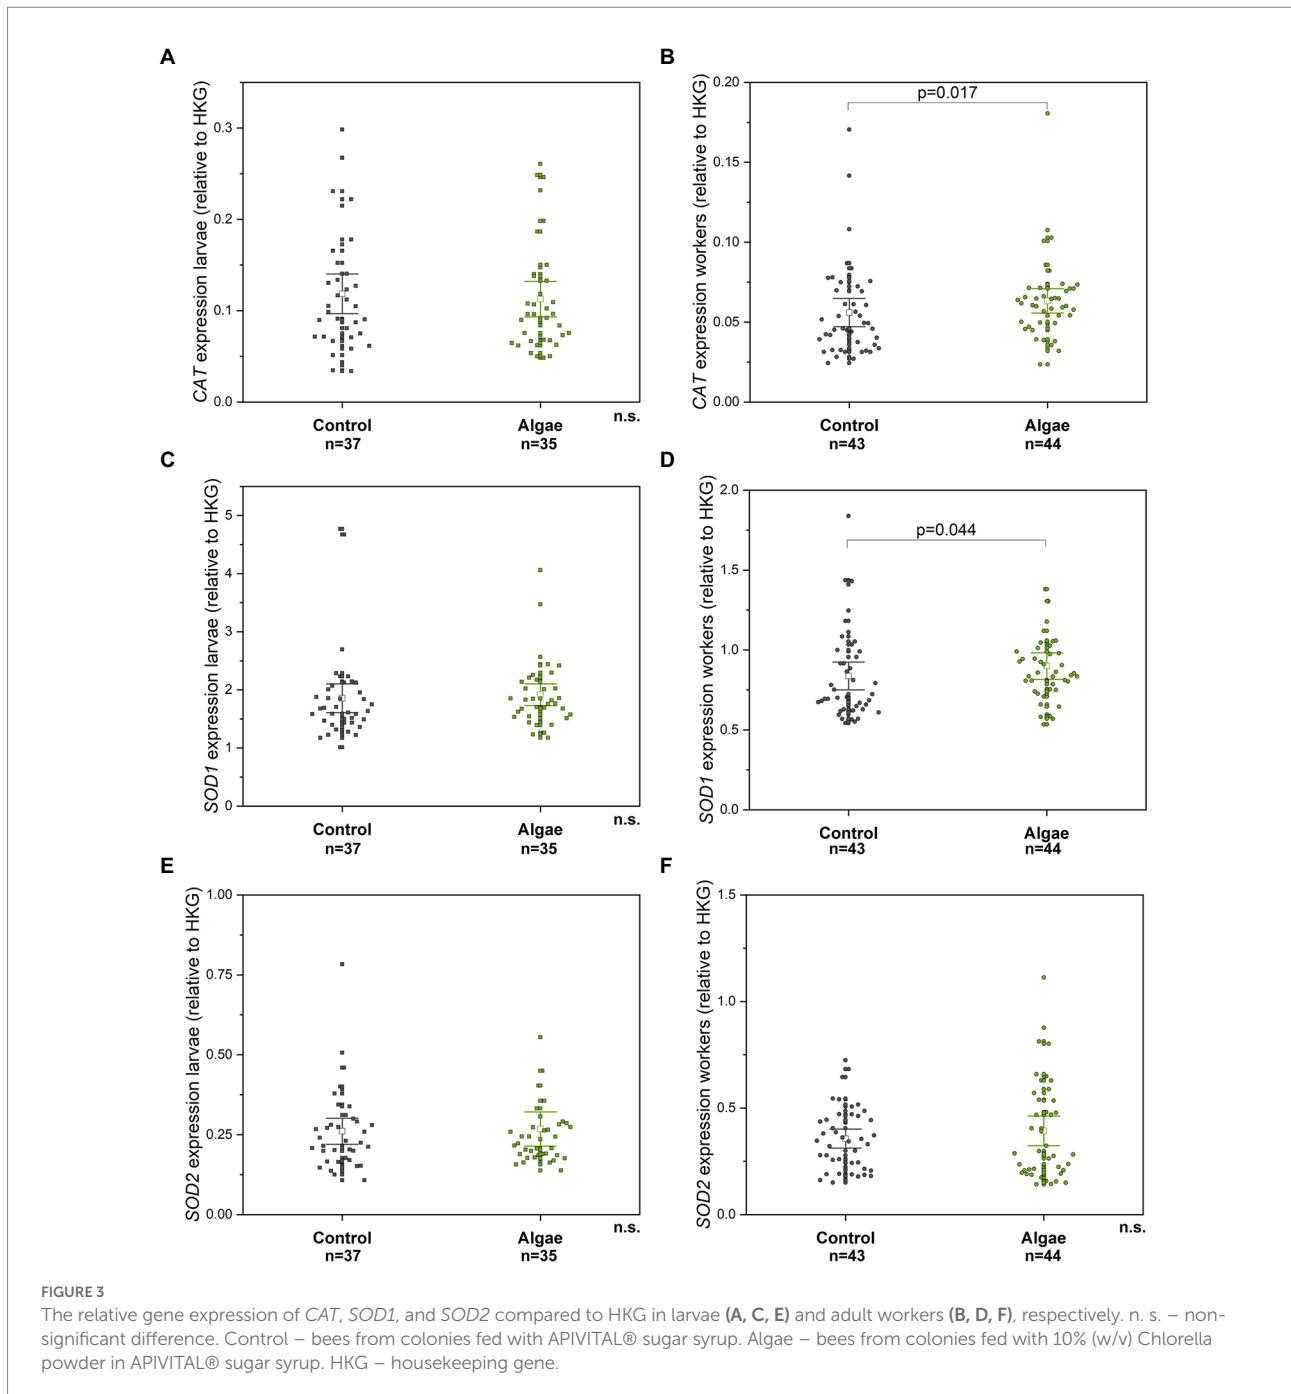 A
B
CAT expression larvae (relative to HKG)
0.3
0.2
0.1
0.0
Control
n=37
Algae
n=35
n.s.
CAT expression workers (relative to HKG)
0.20
0.15
0.10
0.05
0.00
p=0.017
Control
n=43
Algae
n=44
C
D
SOD1 expression larvae (relative to HKG)
5
4
3
2
1
0
Control
n=37
Algae
n=35
n.s.
SOD1 expression workers (relative to HKG)
2.0
1.5
1.0
0.5
0.0
p=0.044
Control
n=43
Algae
n=44
E
F
SOD2 expression larvae (relative to HKG)
1.00
0.75
0.50
0.25
0.00
Control
n=37
Algae
n=35
n.s.
SOD2 expression workers (relative to HKG)
1.5
1.0
0.5
0.0
Control
n=43
Algae
n=44
n.s.
FIGURE 3
The relative gene expression of CAT, SOD1, and SOD2 compared to HKG in larvae (A, C, E) and adult workers (B, D, F), respectively. n. s. – non-
significant difference. Control – bees from colonies fed with APIVITAL® sugar syrup. Algae – bees from colonies fed with 10% (w/v) Chlorella
powder in APIVITAL® sugar syrup. HKG – housekeeping gene.